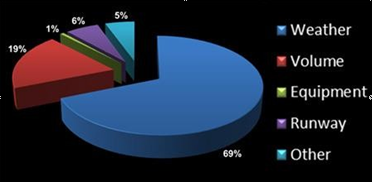 5%
6%
1%
19%
69%
Weather
Volume
Equipment
Runway
Other